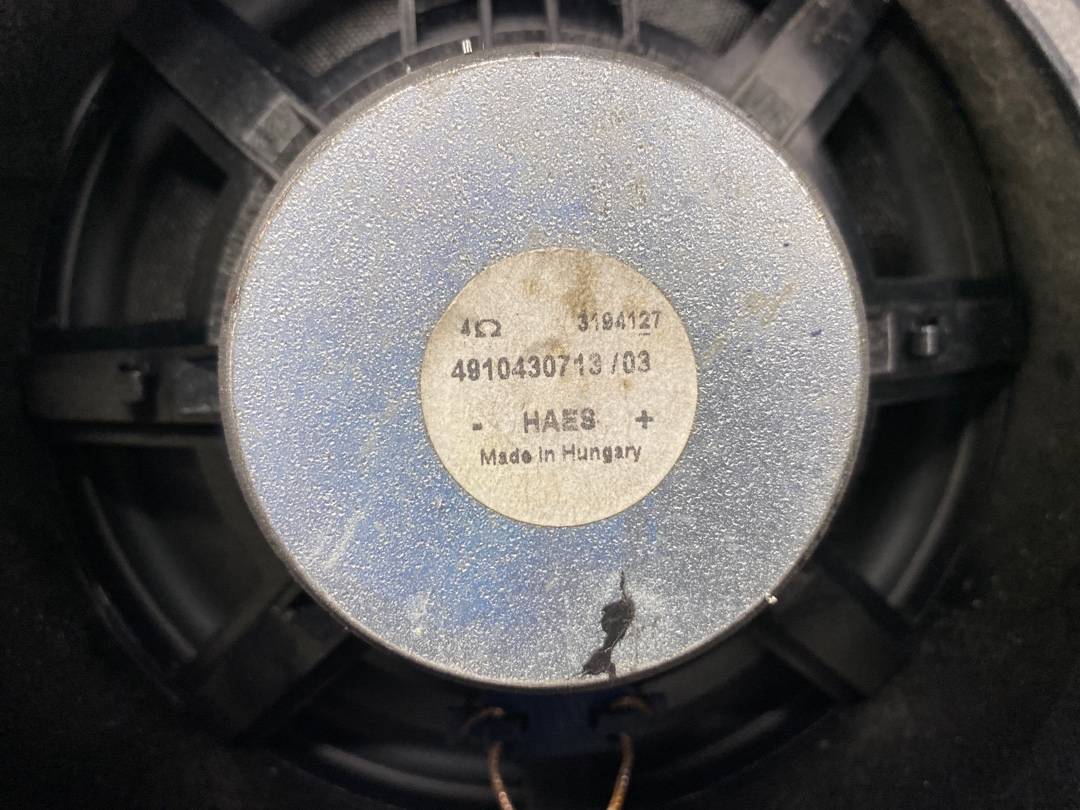 4Ω 3194127
4910430713 /03
- HAES +
Made in Hungary